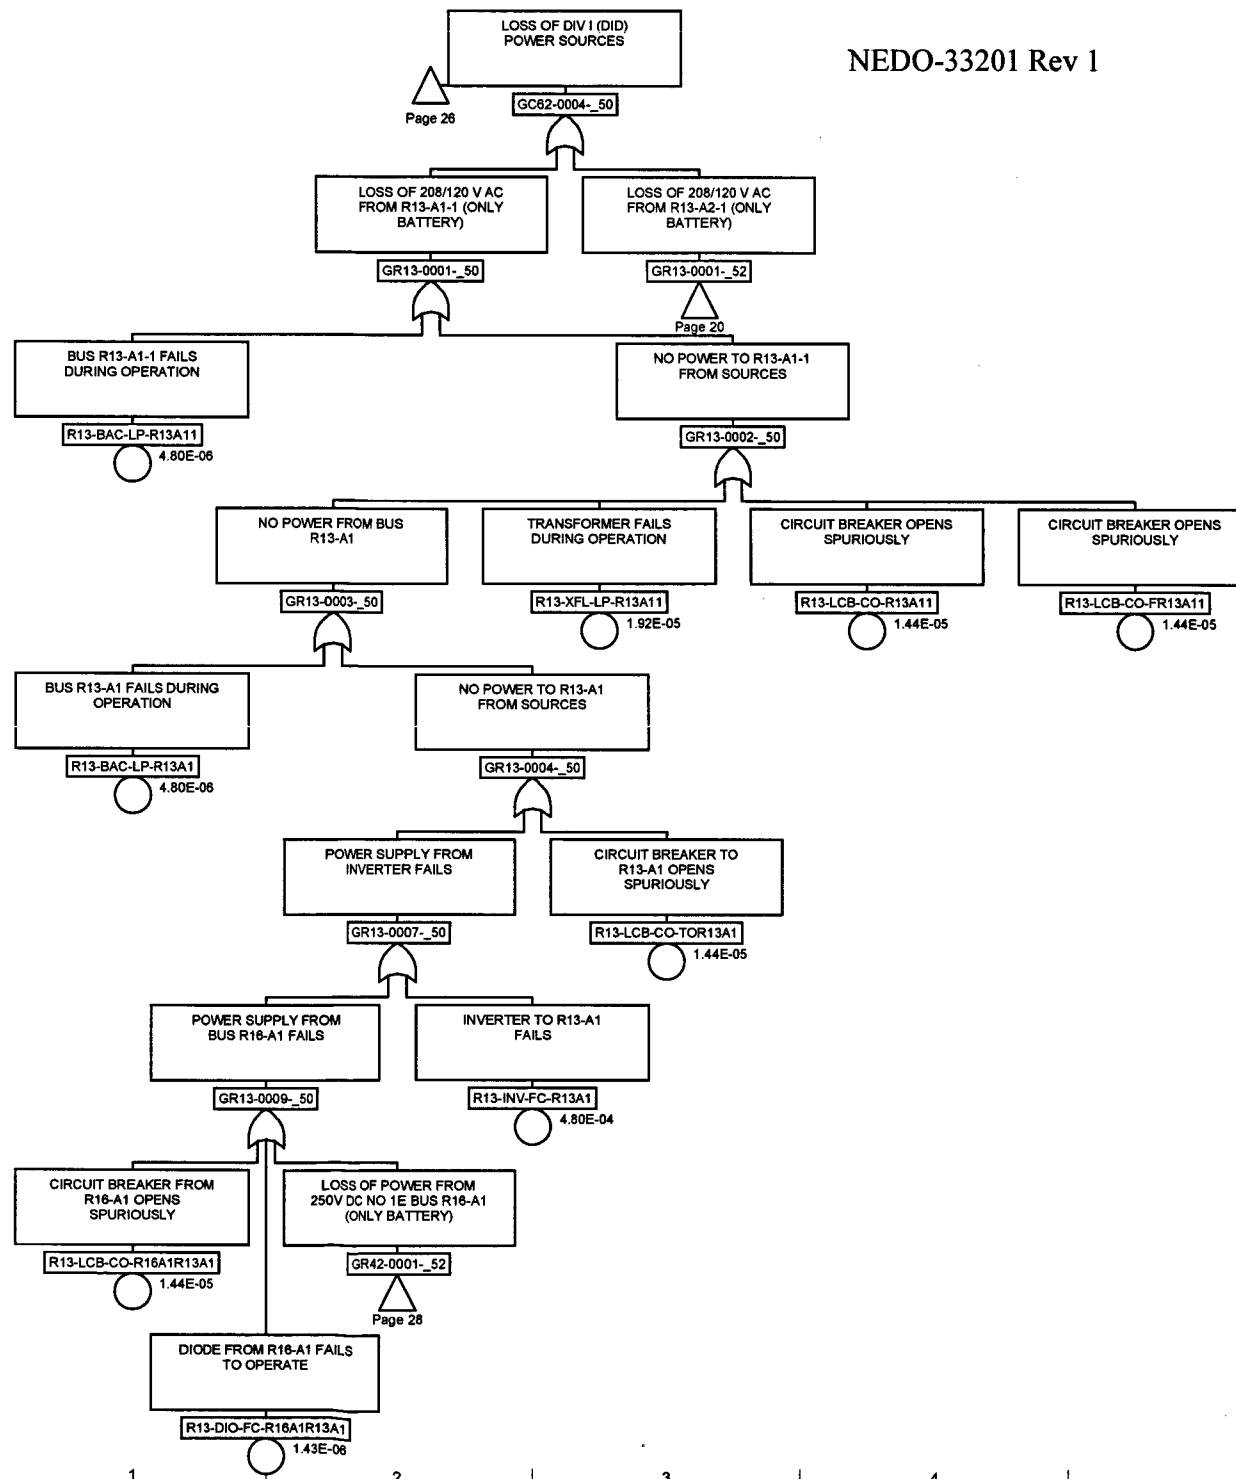 LOSS OF DIV I (DID)
POWER SOURCES
NEDO-33201 Rev 1
Page 26
GC62-0004-_50
LOSS OF 208/120 V AC
FROM R13-A1-1 (ONLY
BATTERY)
GR13-0001-_50
LOSS OF 208/120 V AC
FROM R13-A2-1 (ONLY
BATTERY)
GR13-0001-_52
Page 20
BUS R13-A1-1 FAILS
DURING OPERATION
R13-BAC-LP-R13A11
4.80E-06
NO POWER TO R13-A1-1
FROM SOURCES
GR13-0002-_50
NO POWER FROM BUS
R13-A1
GR13-0003-_50
TRANSFORMER FAILS
DURING OPERATION
R13-XFL-LP-R13A11
1.92E-05
CIRCUIT BREAKER OPENS
SPURIOUSLY
R13-LCB-CO-R13A11
1.44E-05
CIRCUIT BREAKER OPENS
SPURIOUSLY
R13-LCB-CO-FR13A11
1.44E-05
BUS R13-A1 FAILS DURING
OPERATION
R13-BAC-LP-R13A1
4.80E-06
NO POWER TO R13-A1
FROM SOURCES
GR13-0004-_50
POWER SUPPLY FROM
INVERTER FAILS
GR13-0007-_50
CIRCUIT BREAKER TO
R13-A1 OPENS
SPURIOUSLY
R13-LCB-CO-TOR13A1
1.44E-05
POWER SUPPLY FROM
BUS R16-A1 FAILS
GR13-0009-_50
INVERTER TO R13-A1
FAILS
R13-INV-FC-R13A1
4.80E-04
CIRCUIT BREAKER FROM
R16-A1 OPENS
SPURIOUSLY
R13-LCB-CO-R16A1R13A1
1.44E-05
LOSS OF POWER FROM
250V DC NO 1E BUS R16-A1
(ONLY BATTERY)
GR42-0001-_52
Page 28
DIODE FROM R16-A1 FAILS
TO OPERATE
R13-DIO-FC-R16A1R13A1
1.43E-06
1 2 3 4